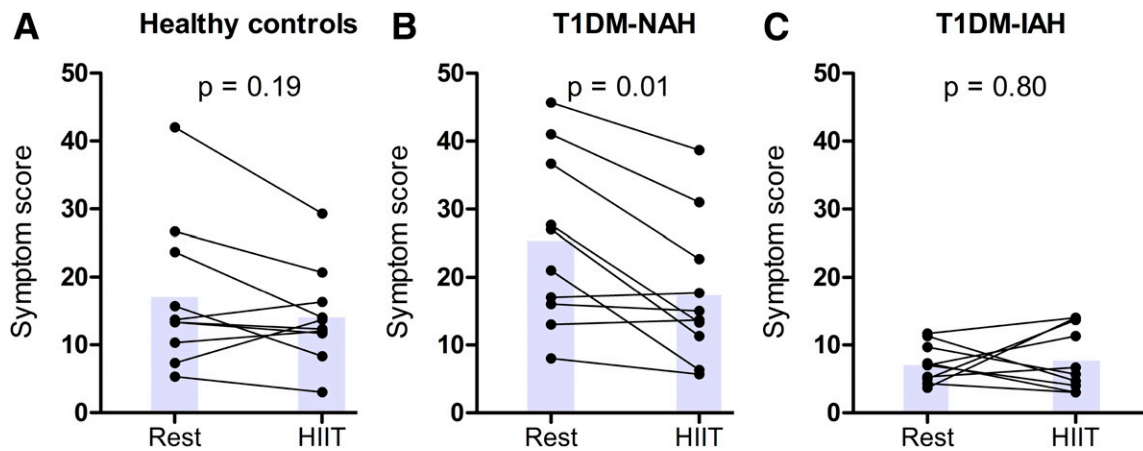 A Healthy controls
p = 0.19
Symptom score
50
40
30
20
10
0
Rest HIIT
B T1DM-NAH
p = 0.01
Symptom score
50
40
30
20
10
0
Rest HIIT
C T1DM-IAH
p = 0.80
Symptom score
50
40
30
20
10
0
Rest HIIT